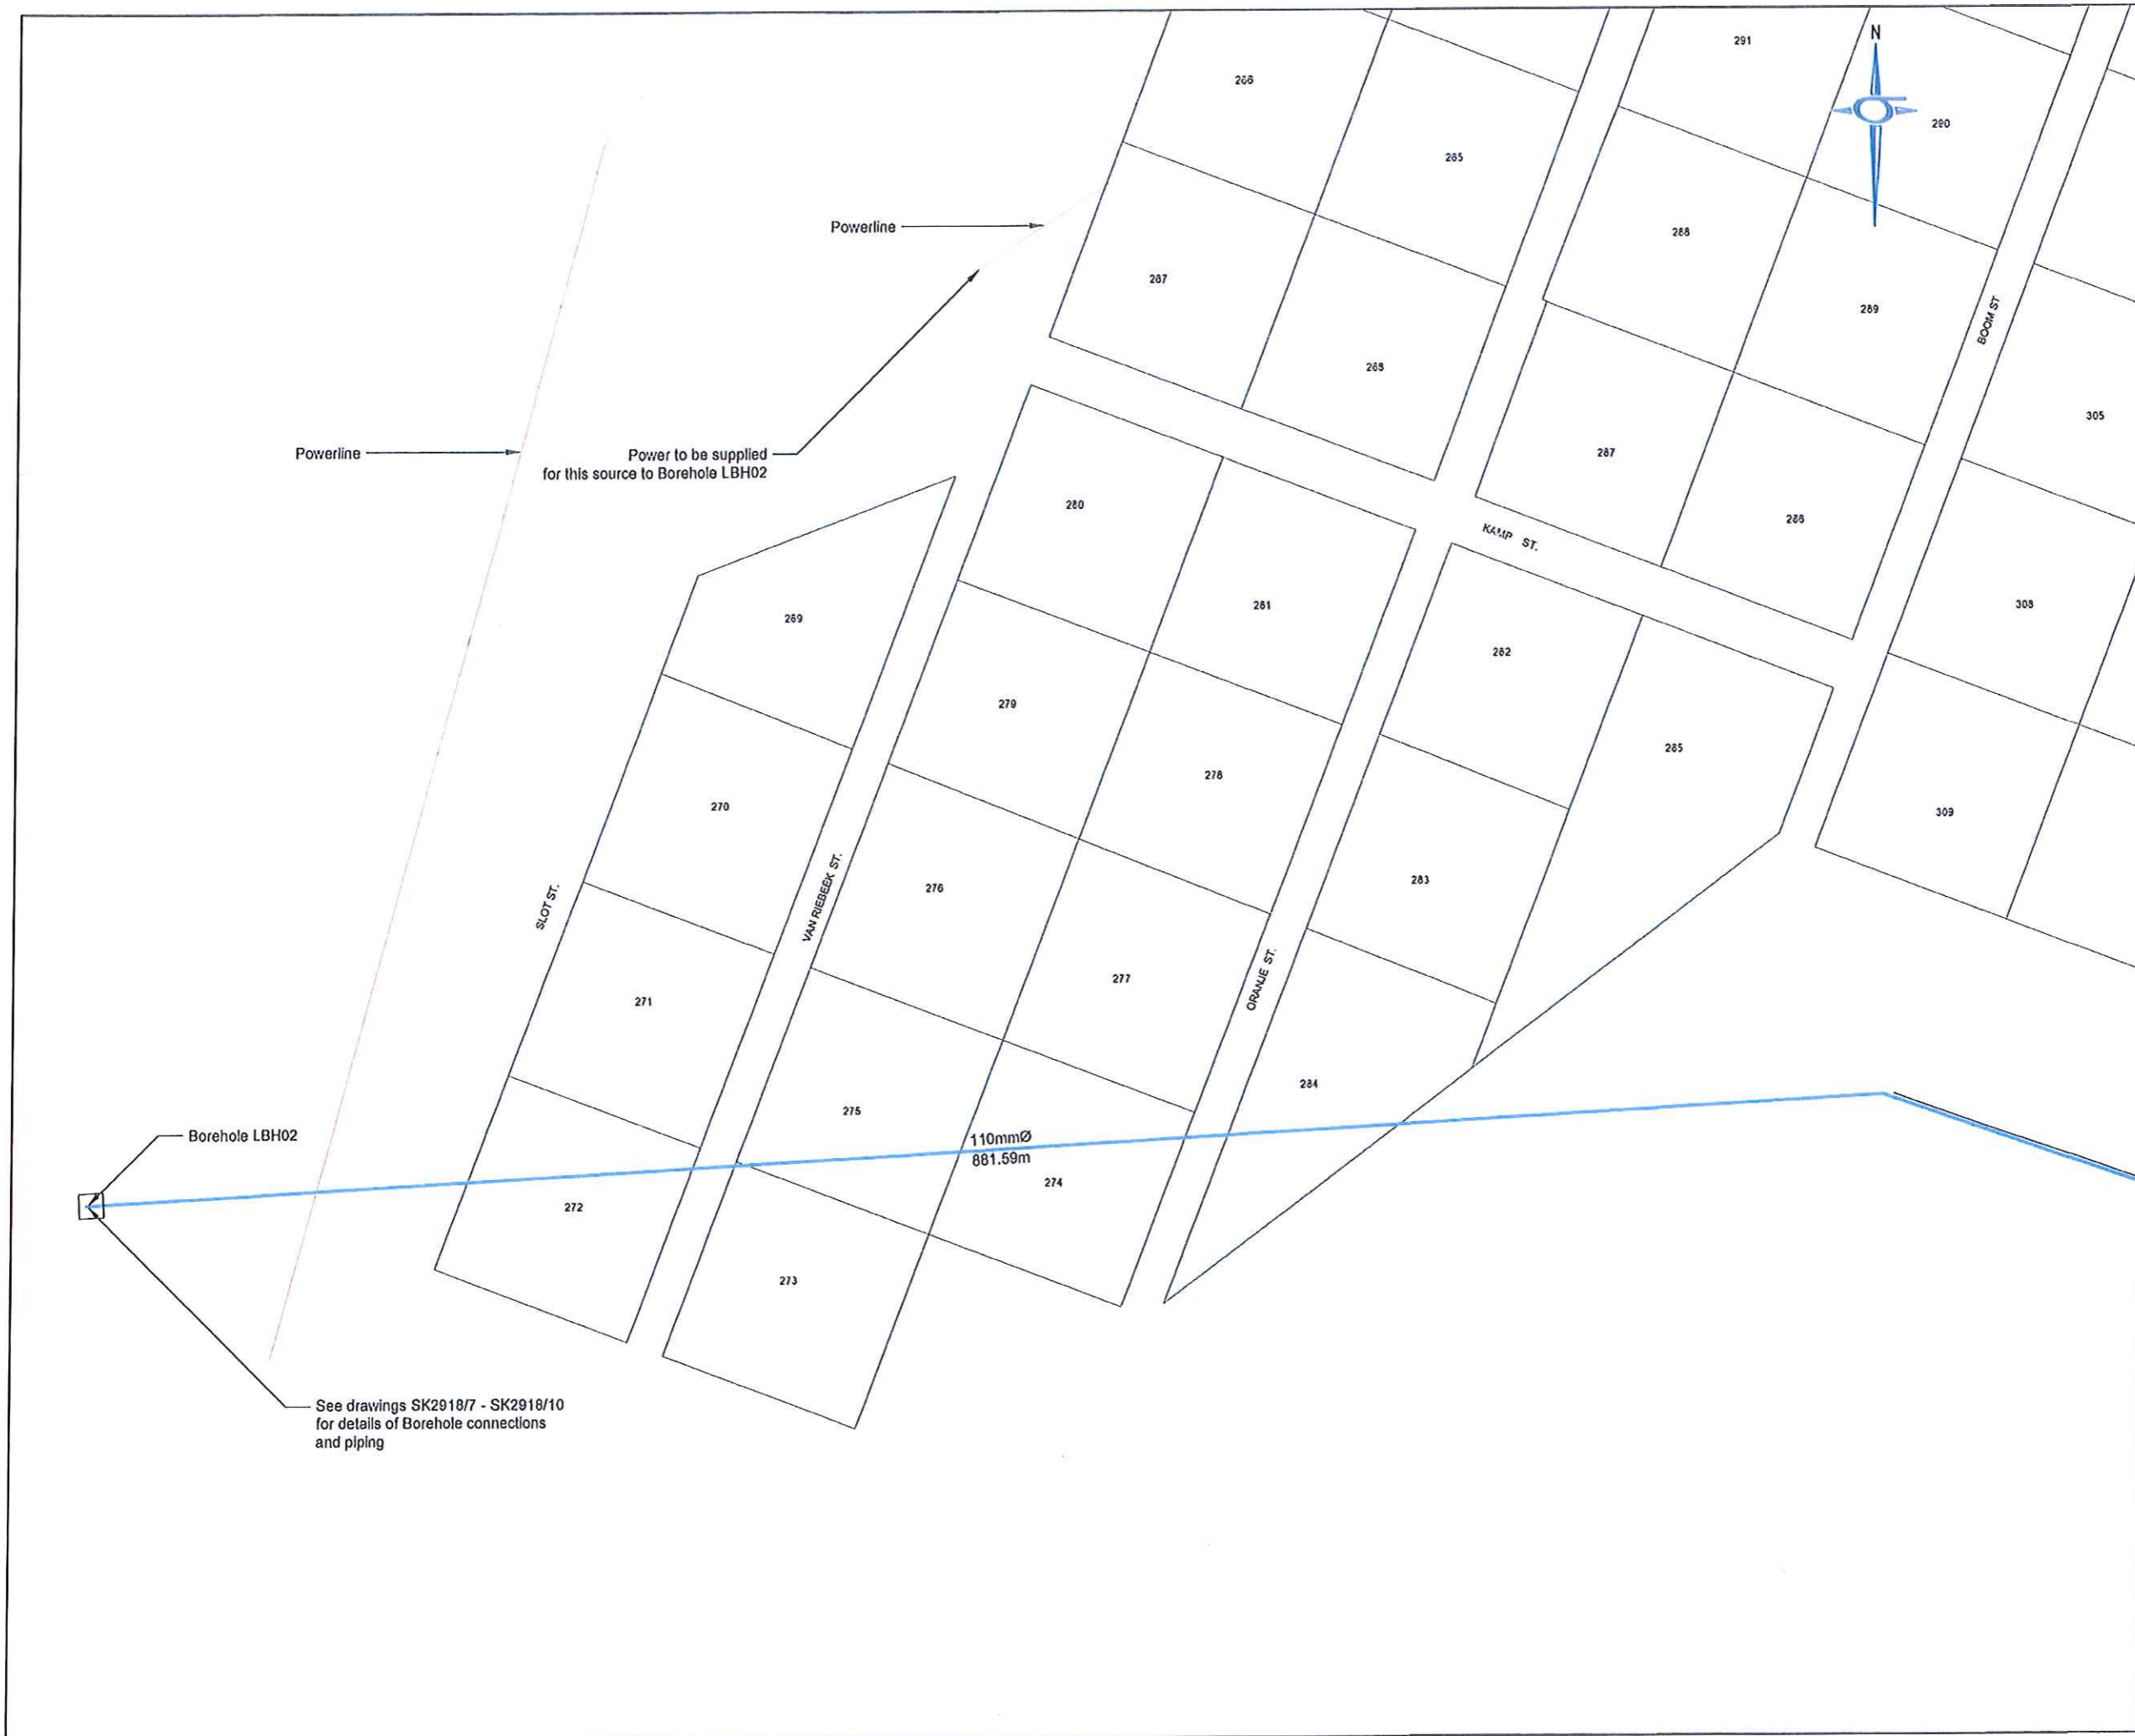 N
291
266
290
265
Powerline
288
287
289
BOOM ST
268
305
Powerline
Power to be supplied
for this source to Borehole LBH02
287
280
286
KAMP ST.
281
308
269
282
279
285
278
270
309
283
276
SLOT ST.
VAN RIEBEEK ST.
277
ORANJE ST.
271
284
275
Borehole LBH02
110mmØ
881.59m
274
272
273
See drawings SK2918/7 - SK2918/10
for details of Borehole connections
and piping